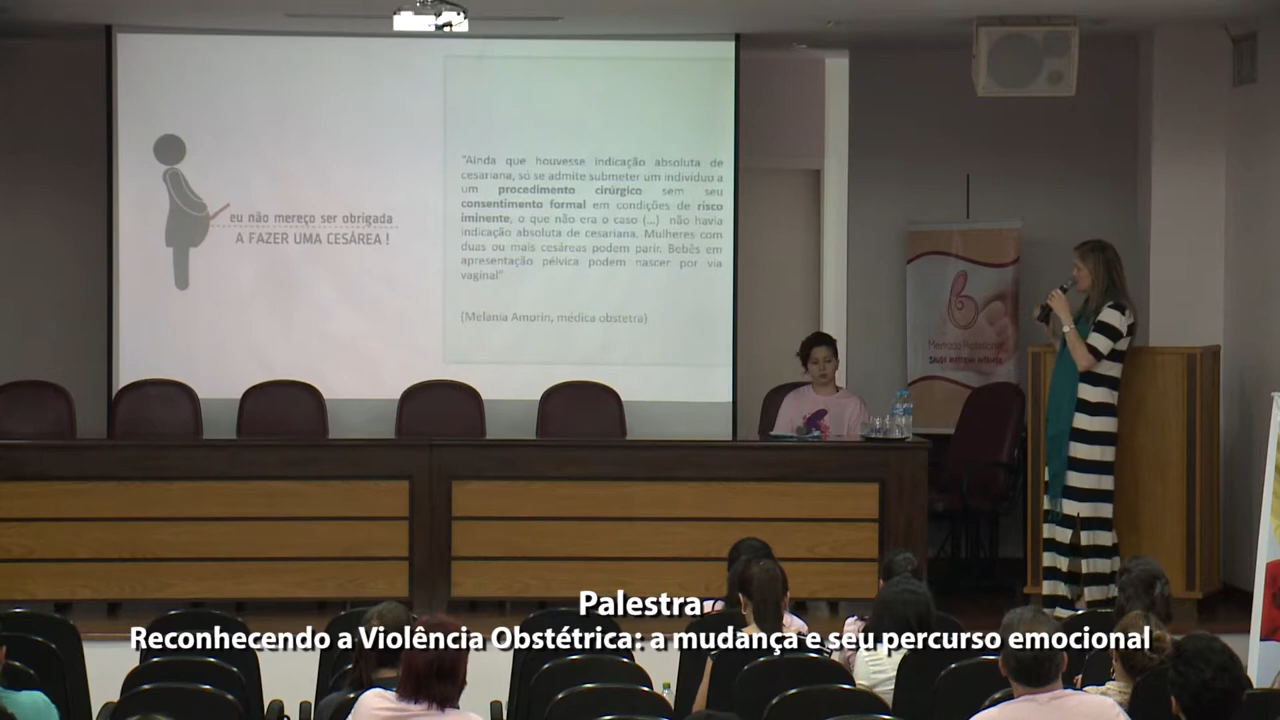 eu não mereço ser obrigada
A FAZER UMA CESÁREA !
"Ainda que houvesse indicação absoluta de
cesariana, só se admite submeter um indivíduo a
um procedimento cirúrgico sem seu
consentimento formal em condições de risco
iminente, o que não era o caso (...) não havia
indicação absoluta de cesariana. Mulheres com
duas ou mais cesáreas podem parir. Bebês em
apresentação pélvica podem nascer por via
vaginal"
(Melania Amorin, médica obstetra)
Palestra
Reconhecendo a Violência Obstétrica: a mudança e seu percurso emocional